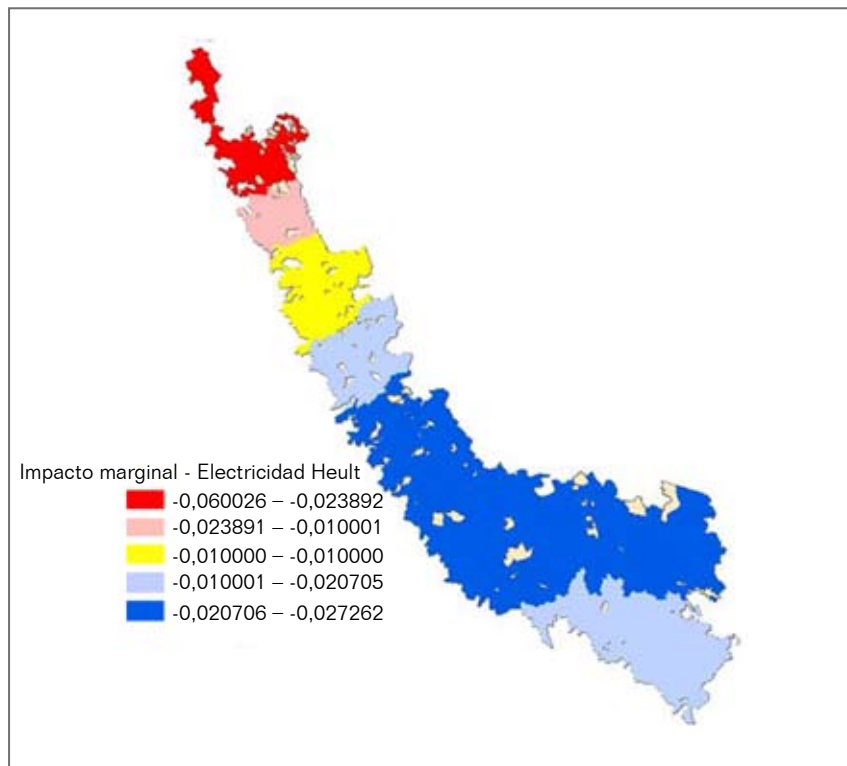 Impacto marginal - Electricidad Heult
-0,060026 – -0,023892
-0,023891 – -0,010001
-0,010000 – -0,010000
-0,010001 – -0,020705
-0,020706 – -0,027262